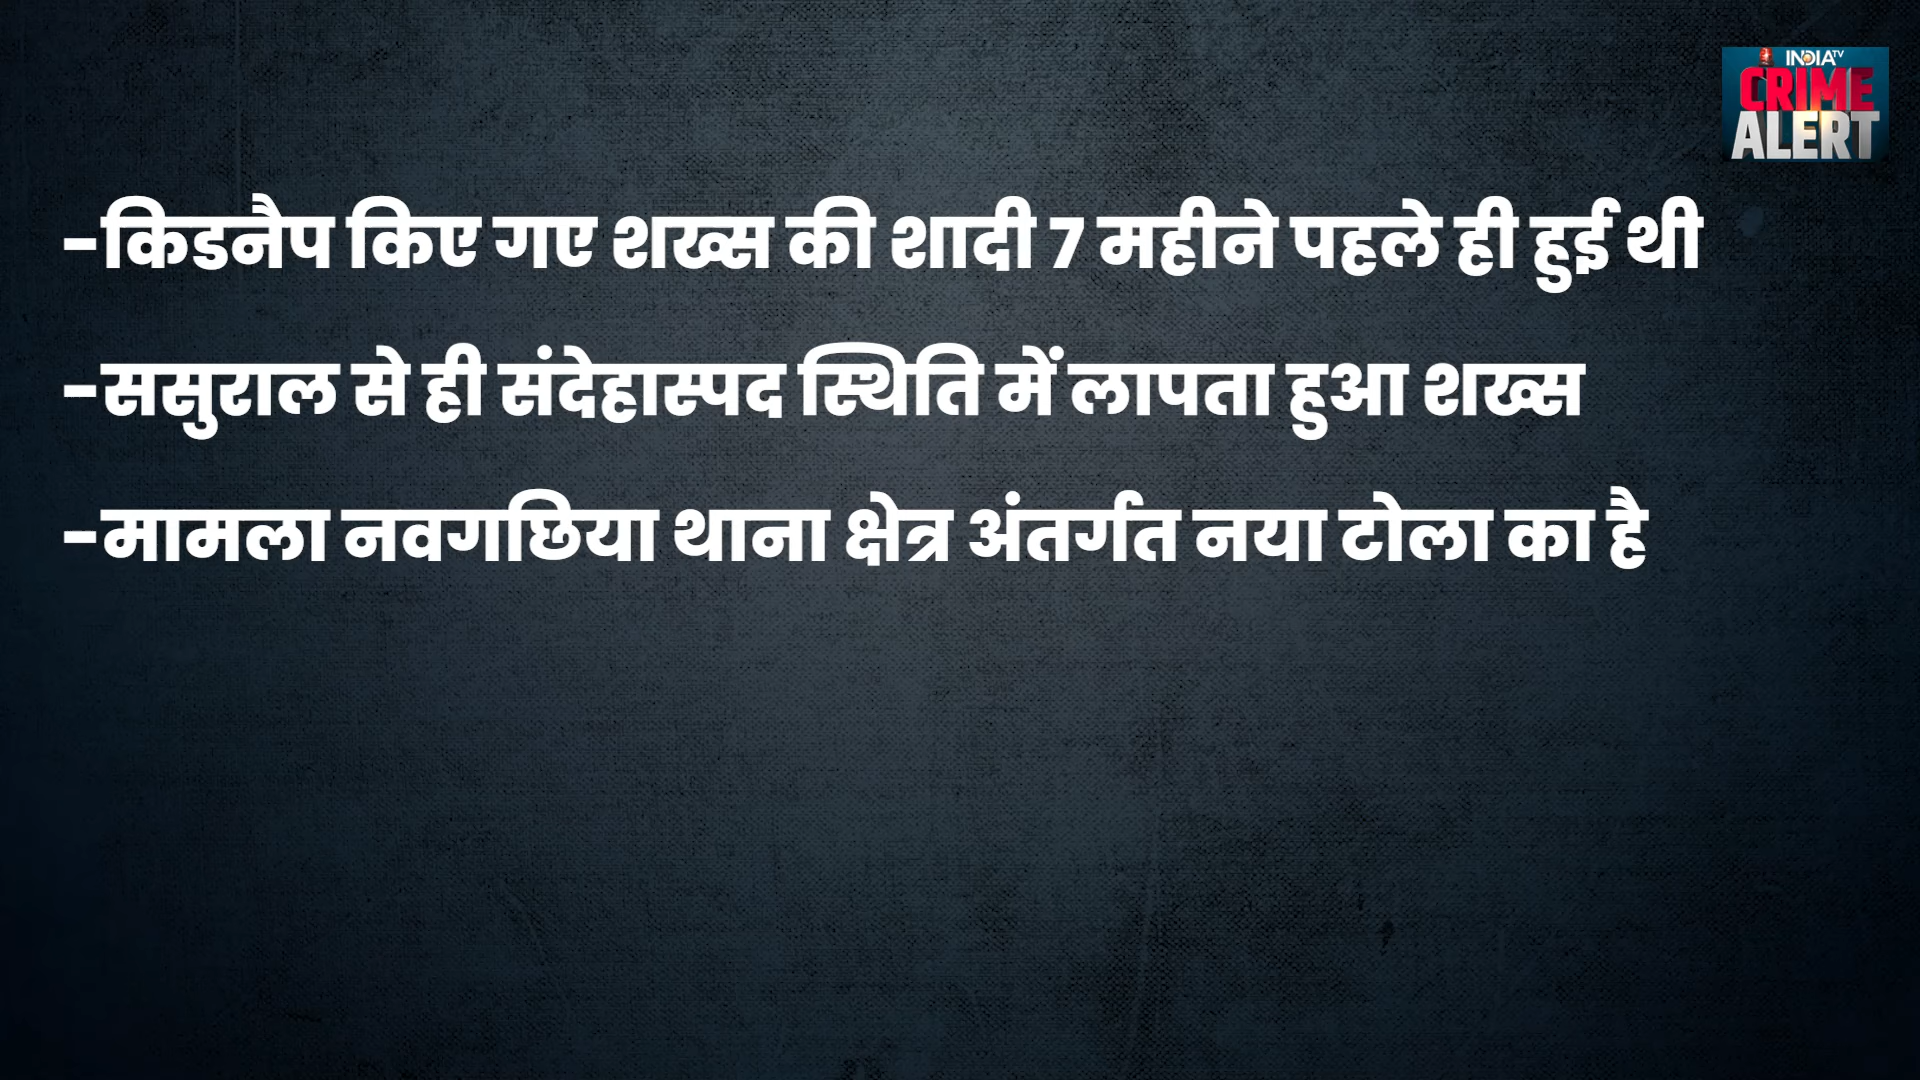 INDIA TV
CRIME
ALERT
-किडनैप किए गए शख्स की शादी 7 महीने पहले ही हुई थी
-ससुराल से ही संदेहास्पद स्थिति में लापता हुआ शख्स
-मामला नवगछिया थाना क्षेत्र अंतर्गत नया टोला का है